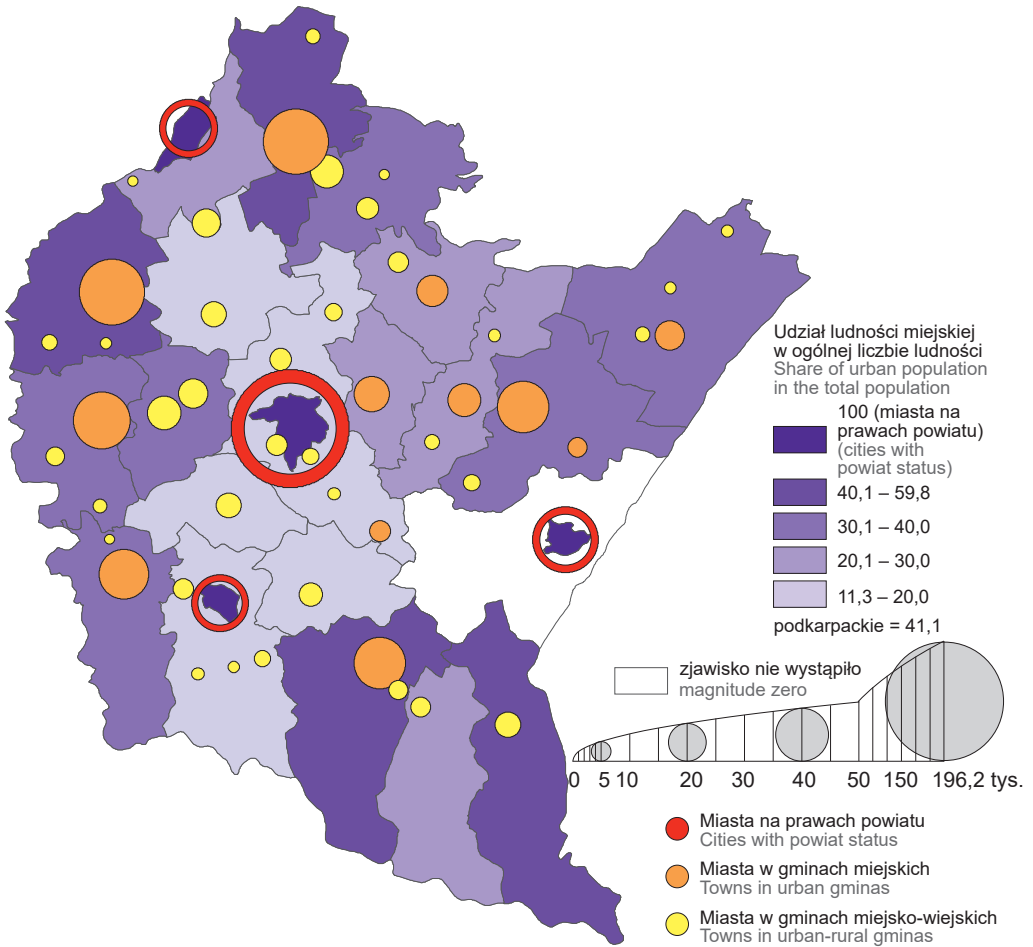 Udział ludności miejskiej
w ogólnej liczbie ludności
Share of urban population
in the total population
100 (miasta na
prawach powiatu)
(cities with
powiat status)
40,1 – 59,8
30,1 – 40,0
20,1 – 30,0
11,3 – 20,0
podkarpackie = 41,1
zjawisko nie wystąpiło
magnitude zero
0 5 10 20 30 40 50 150 196,2 tys.
Miasta na prawach powiatu
Cities with powiat status
Miasta w gminach miejskich
Towns in urban gminas
Miasta w gminach miejsko-wiejskich
Towns in urban-rural gminas